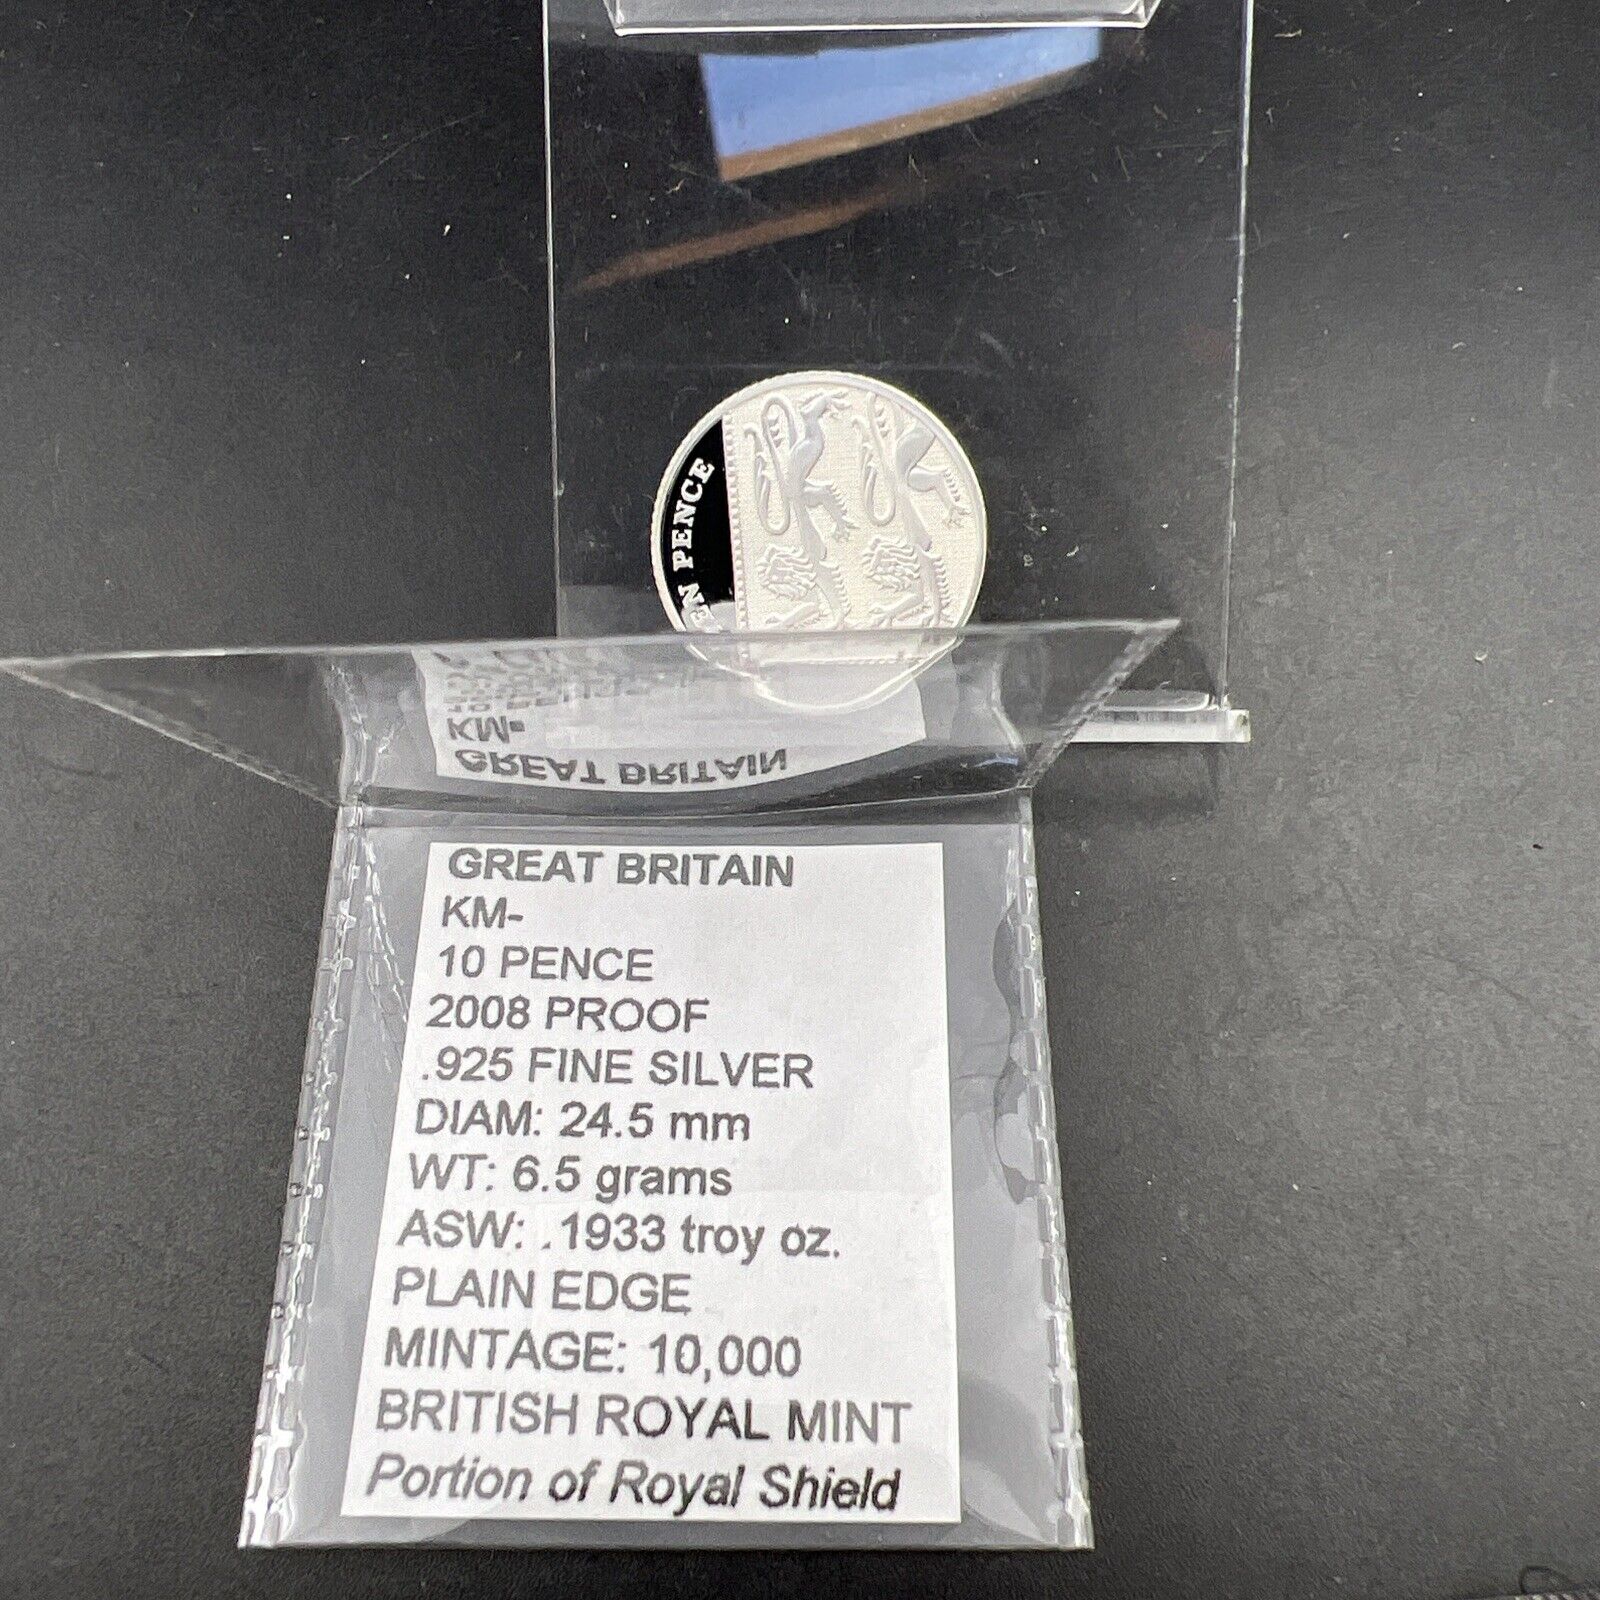 EN PENCE
GREAT BRITAIN
KM-
GREAT BRITAIN
KM-
10 PENCE
2008 PROOF
.925 FINE SILVER
DIAM: 24.5 mm
WT: 6.5 grams
ASW: .1933 troy oz.
PLAIN EDGE
MINTAGE: 10,000
BRITISH ROYAL MINT
Portion of Royal Shield